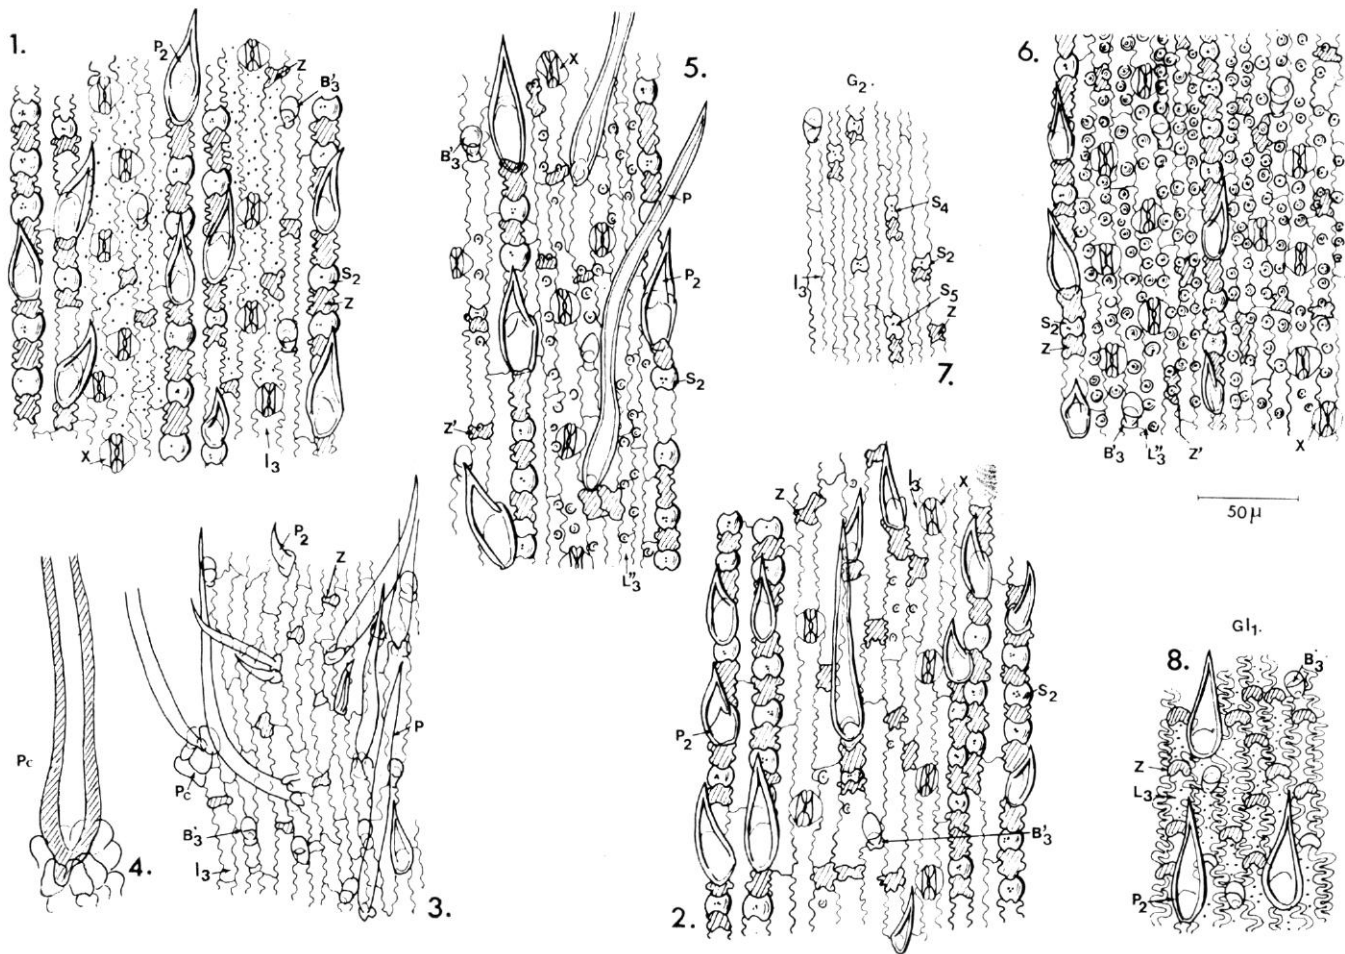 1.
P2
Z
B'3
S2
Z
I3
X
5.
X
B'3
P
P2
S2
Z'
L"3
G2.
S4
S2
I3
S5
Z
7.
6.
S2
Z
B'3
L"3
Z'
X
50µ
4.
Pc
3.
P2
Z
P
Pc
B'3
I3
2.
Z
I3
X
S2
P2
B'3
Gl1.
8.
B3
Z
L3
P2